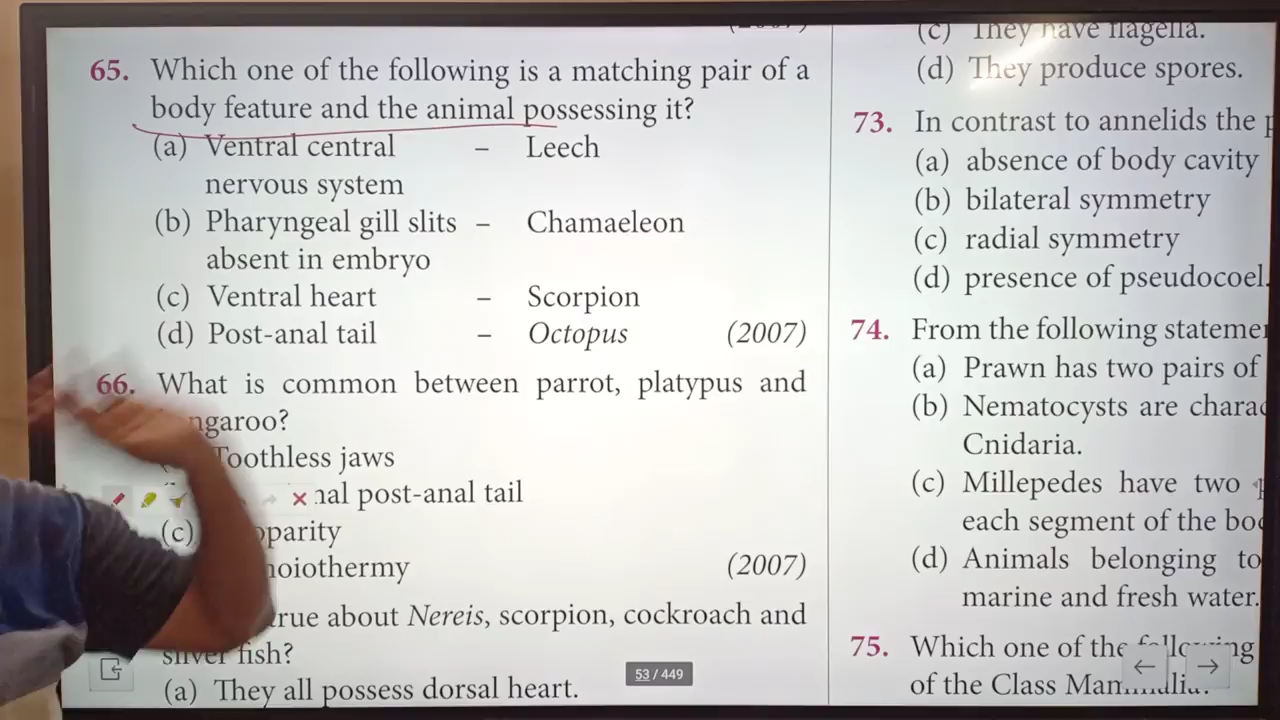 65. Which one of the following is a matching pair of a
body feature and the animal possessing it?
(a) Ventral central – Leech
nervous system
(b) Pharyngeal gill slits – Chamaeleon
absent in embryo
(c) Ventral heart – Scorpion
(d) Post-anal tail – Octopus (2007)
66. What is common between parrot, platypus and
ngaroo?
Toothless jaws
nal post-anal tail
(c) parity
oiothermy (2007)
rue about Nereis, scorpion, cockroach and
silver fish?
(a) They all possess dorsal heart.
53 / 449
(c) They have flagella.
(d) They produce spores.
73. In contrast to annelids the
(a) absence of body cavity
(b) bilateral symmetry
(c) radial symmetry
(d) presence of pseudocoel
74. From the following stateme
(a) Prawn has two pairs of
(b) Nematocysts are charac
Cnidaria.
(c) Millepedes have two
each segment of the bo
(d) Animals belonging to
marine and fresh water.
75. Which one of the following
of the Class Mammalia?